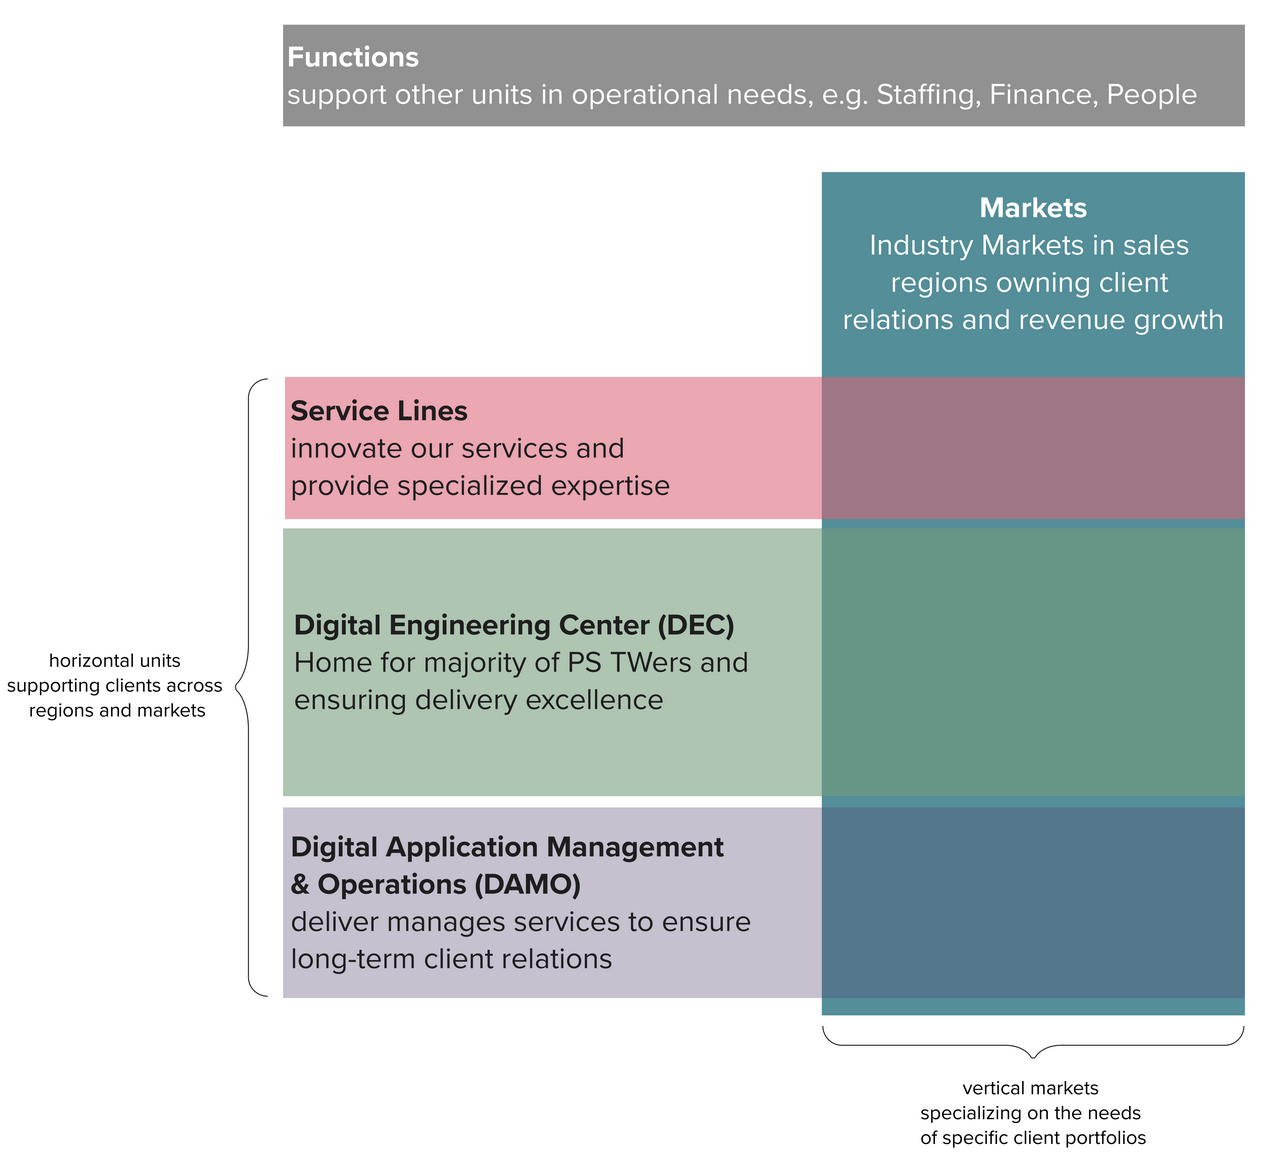 Functions
support other units in operational needs, e.g. Staffing, Finance, People
Markets
Industry Markets in sales
regions owning client
relations and revenue growth
Service Lines
innovate our services and
provide specialized expertise
Digital Engineering Center (DEC)
Home for majority of PS TWers and
ensuring delivery excellence
horizontal units
supporting clients across
regions and markets
Digital Application Management
& Operations (DAMO)
deliver manages services to ensure
long-term client relations
vertical markets
specializing on the needs
of specific client portfolios